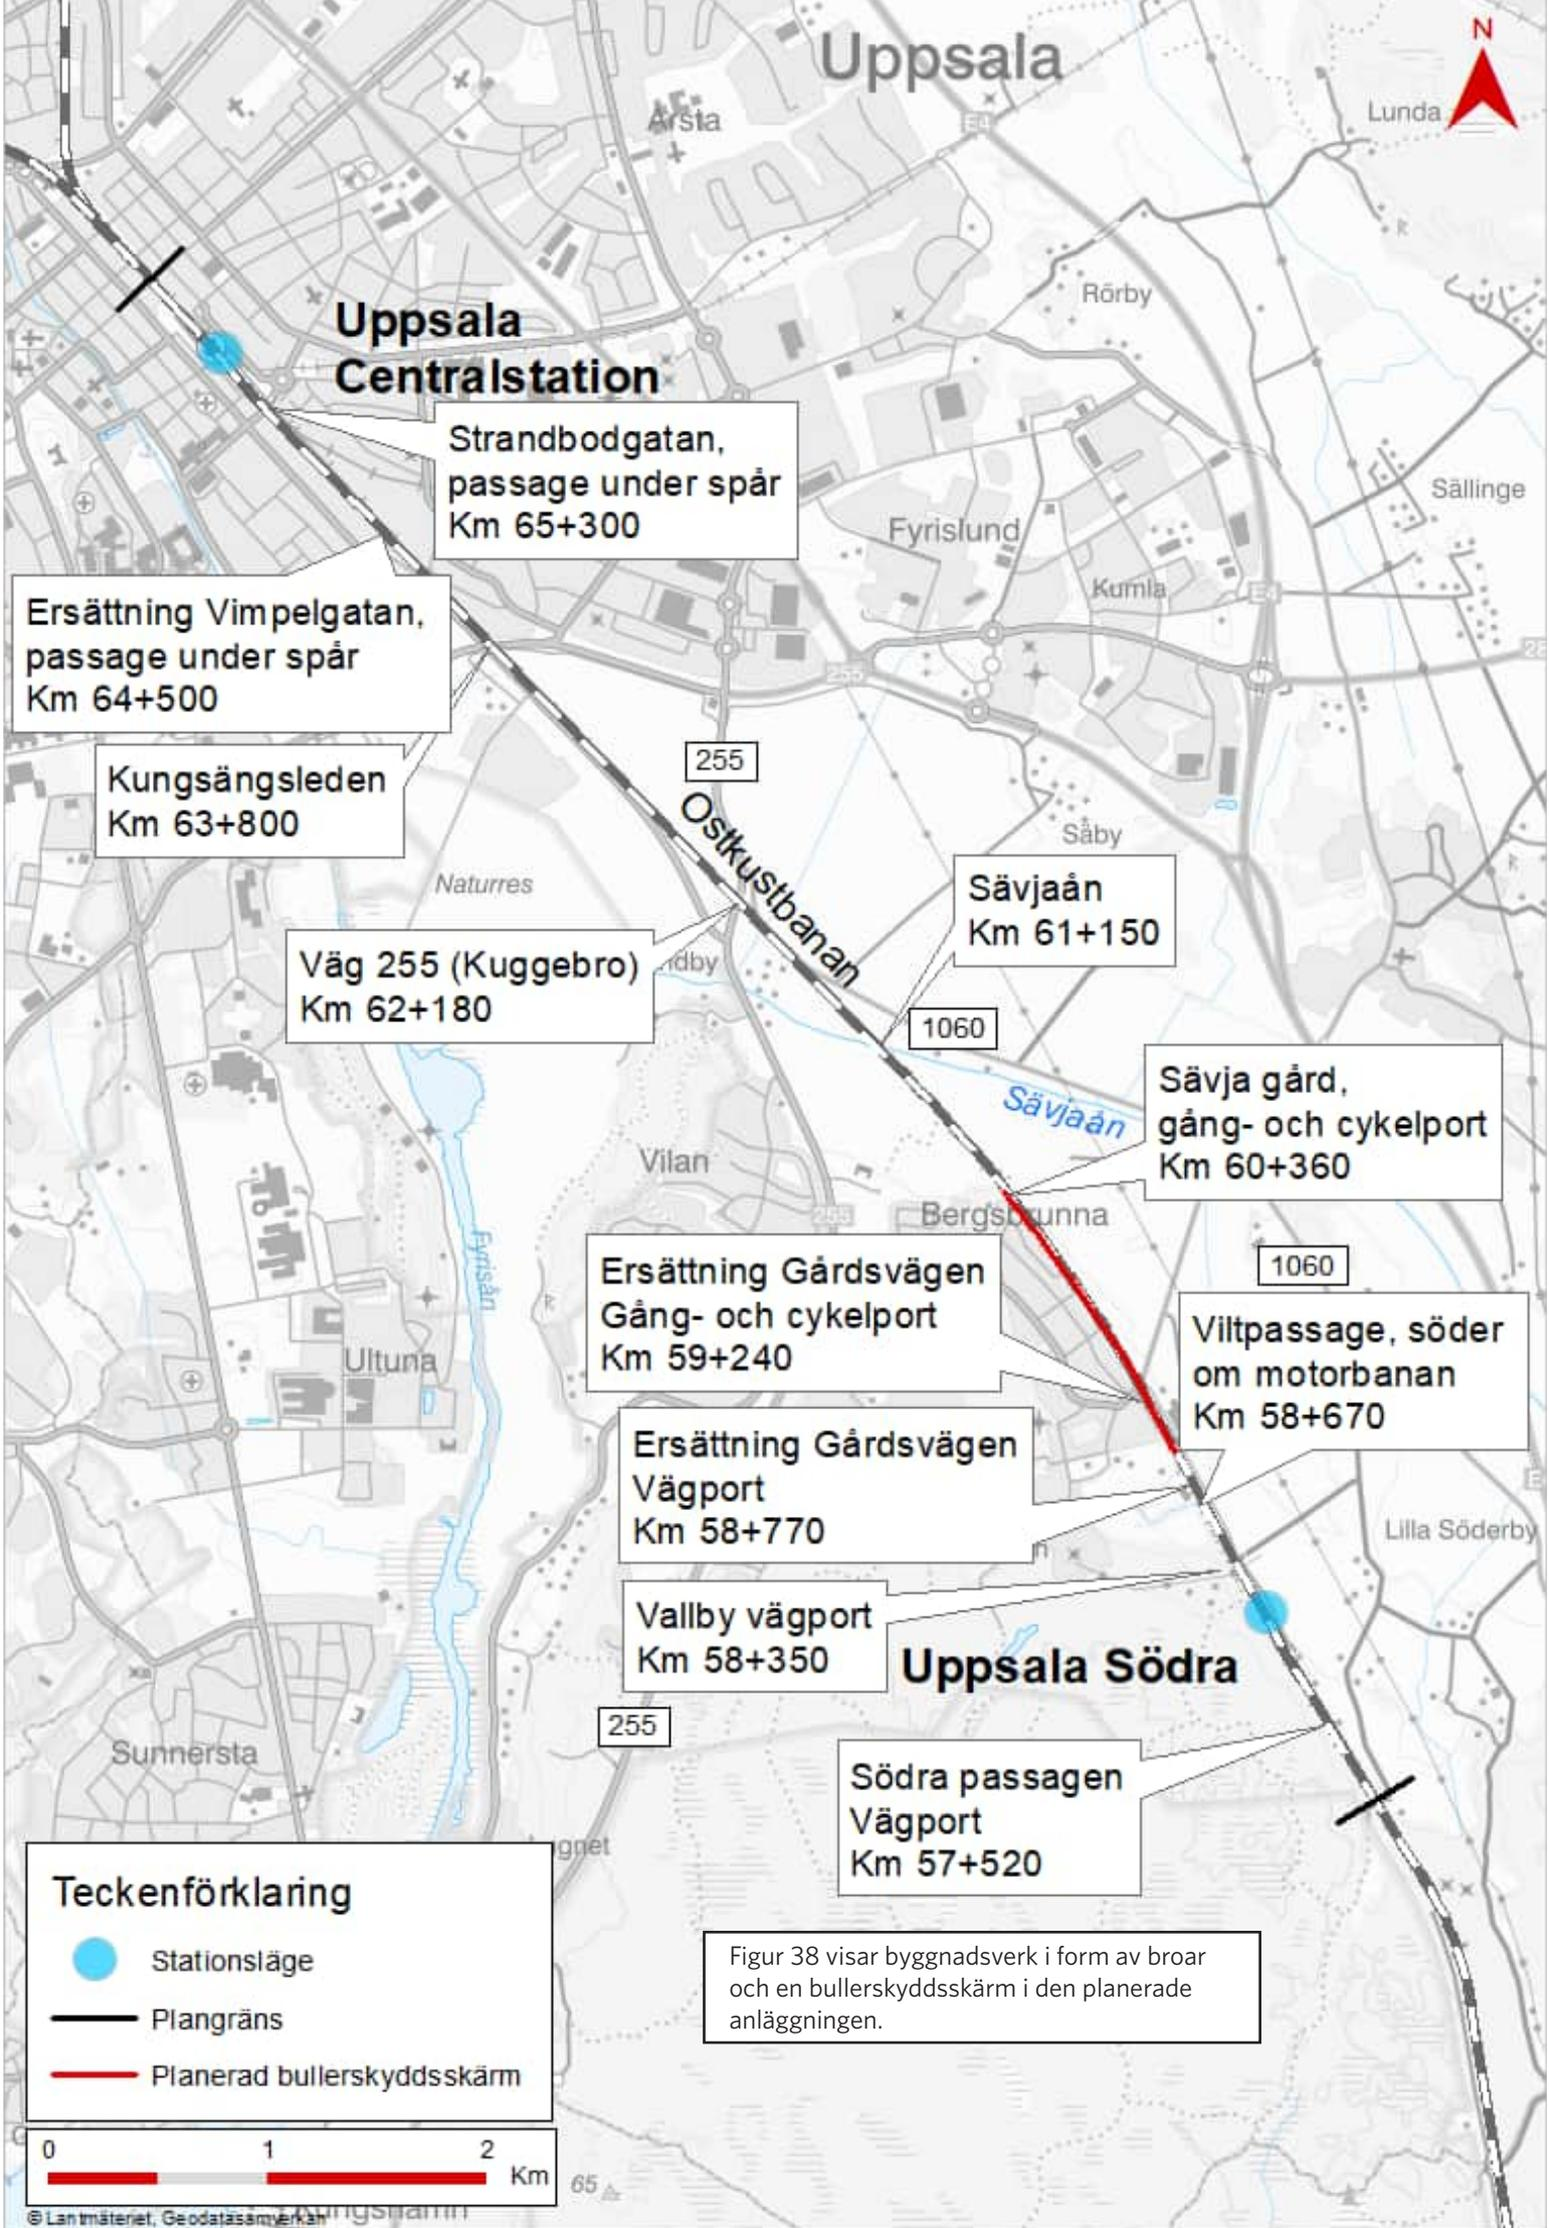 Uppsala
N
Årsta
Lunda
E4
Rörby
Uppsala
Centralstation
Strandbodgatan,
passage under spår
Km 65+300
Sällinge
Fyrislund
Kumla
E4
Ersättning Vimpelgatan,
passage under spår
Km 64+500
255
Kungsängsleden
Km 63+800
255
Ostkustbanan
Såby
Naturres
Sävjaån
Km 61+150
Väg 255 (Kuggebro)
Km 62+180
1060
Sävja gård,
gång- och cykelport
Km 60+360
Sävjaån
Vilan
255
Bergsbrunna
Fyrisån
Ersättning Gårdsvägen
Gång- och cykelport
Km 59+240
1060
Viltpassage, söder
om motorbanan
Km 58+670
Ultuna
Ersättning Gårdsvägen
Vägport
Km 58+770
Lilla Söderby
Vallby vägport
Km 58+350
Uppsala Södra
255
Sunnersta
Södra passagen
Vägport
Km 57+520
Teckenförklaring
Stationsläge
Plangräns
Planerad bullerskyddsskärm
Figur 38 visar byggnadsverk i form av broar
och en bullerskyddsskärm i den planerade
anläggningen.
0 1 2
Km
65
© Lantmäteriet, Geodatasamverkan